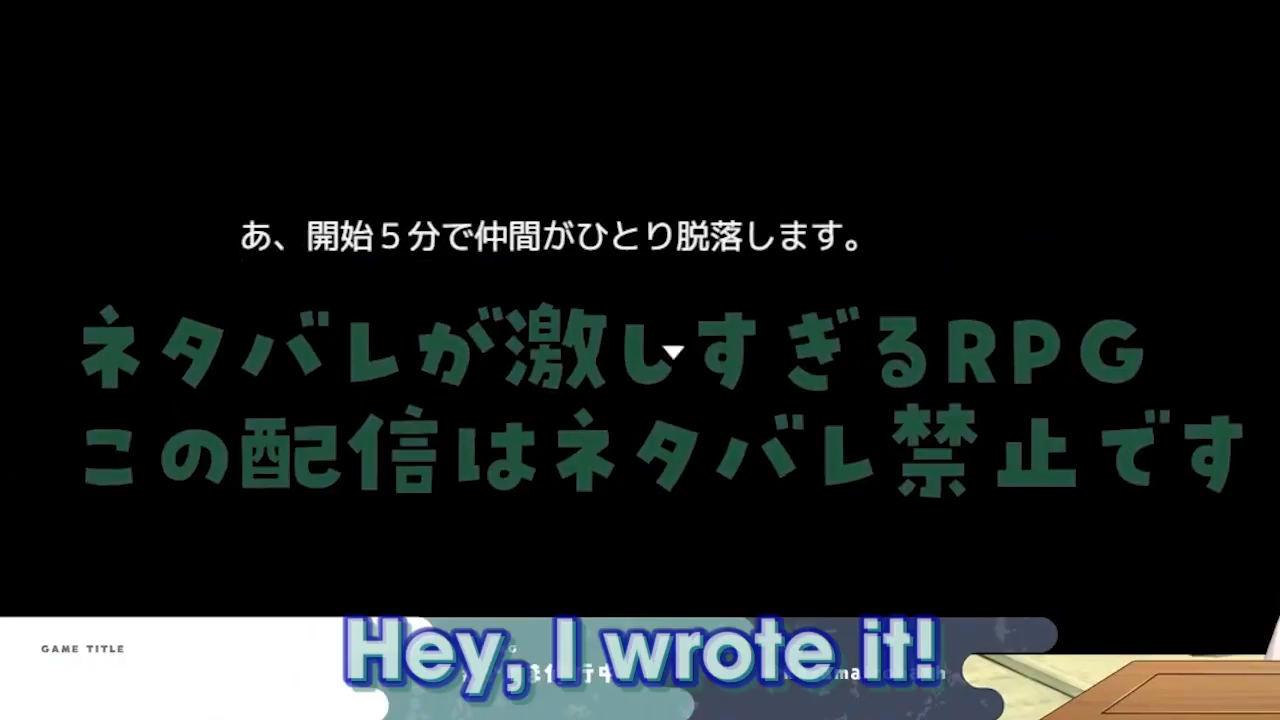 あ、開始５分で仲間がひとり脱落します。
ネタバレが激しすぎるRPG
この配信はネタバレ禁止です
GAME TITLE
Hey, I wrote it!